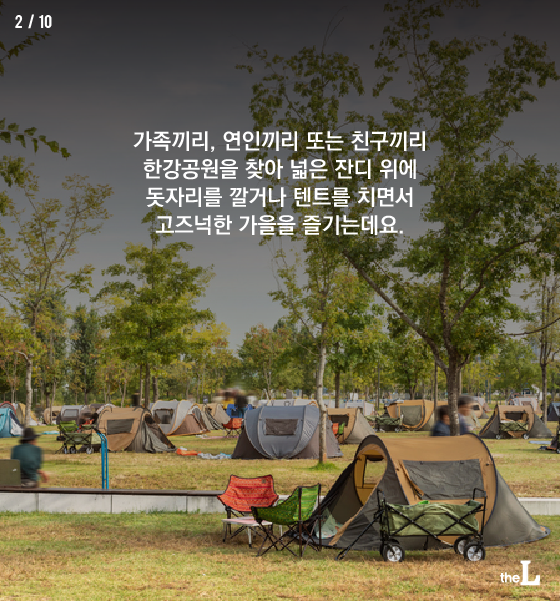 2 / 10
가족끼리, 연인끼리 또는 친구끼리
한강공원을 찾아 넓은 잔디 위에
돗자리를 깔거나 텐트를 치면서
고즈넉한 가을을 즐기는데요.
the L